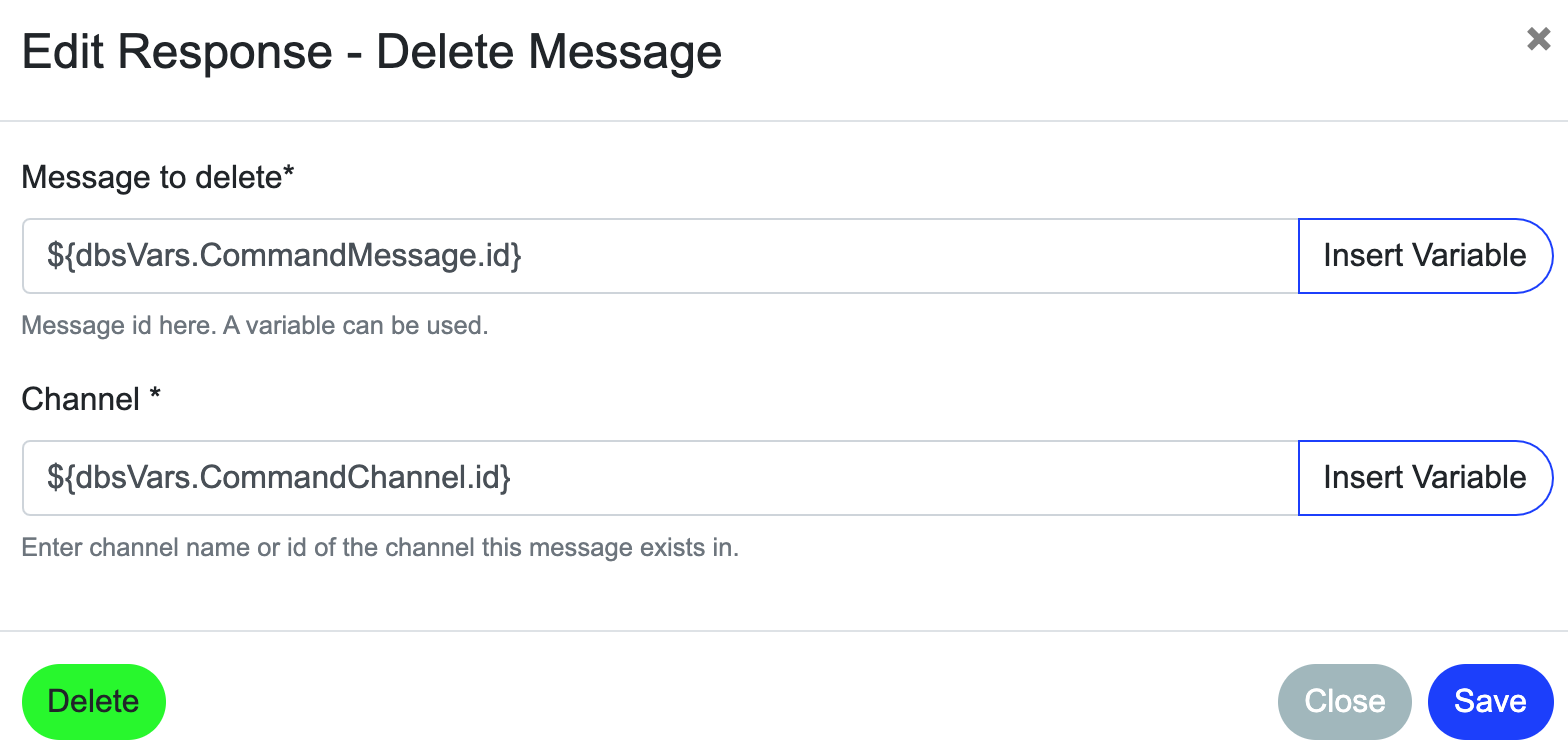 Edit Response - Delete Message
Message to delete*
${dbsVars.CommandMessage.id}
Insert Variable
Message id here. A variable can be used.
Channel *
${dbsVars.CommandChannel.id}
Insert Variable
Enter channel name or id of the channel this message exists in.
Delete
Close
Save